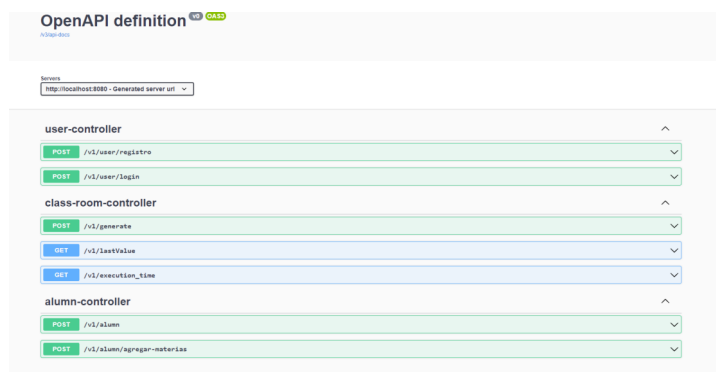 OpenAPI definition v0 OAS3
/v3/api-docs
Servers
http://localhost:8080 - Generated server url
user-controller
POST /v1/user/registro
POST /v1/user/login
class-room-controller
POST /v1/generate
GET /v1/lastValue
GET /v1/execution_time
alumn-controller
POST /v1/alumn
POST /v1/alumn/agregar-materias